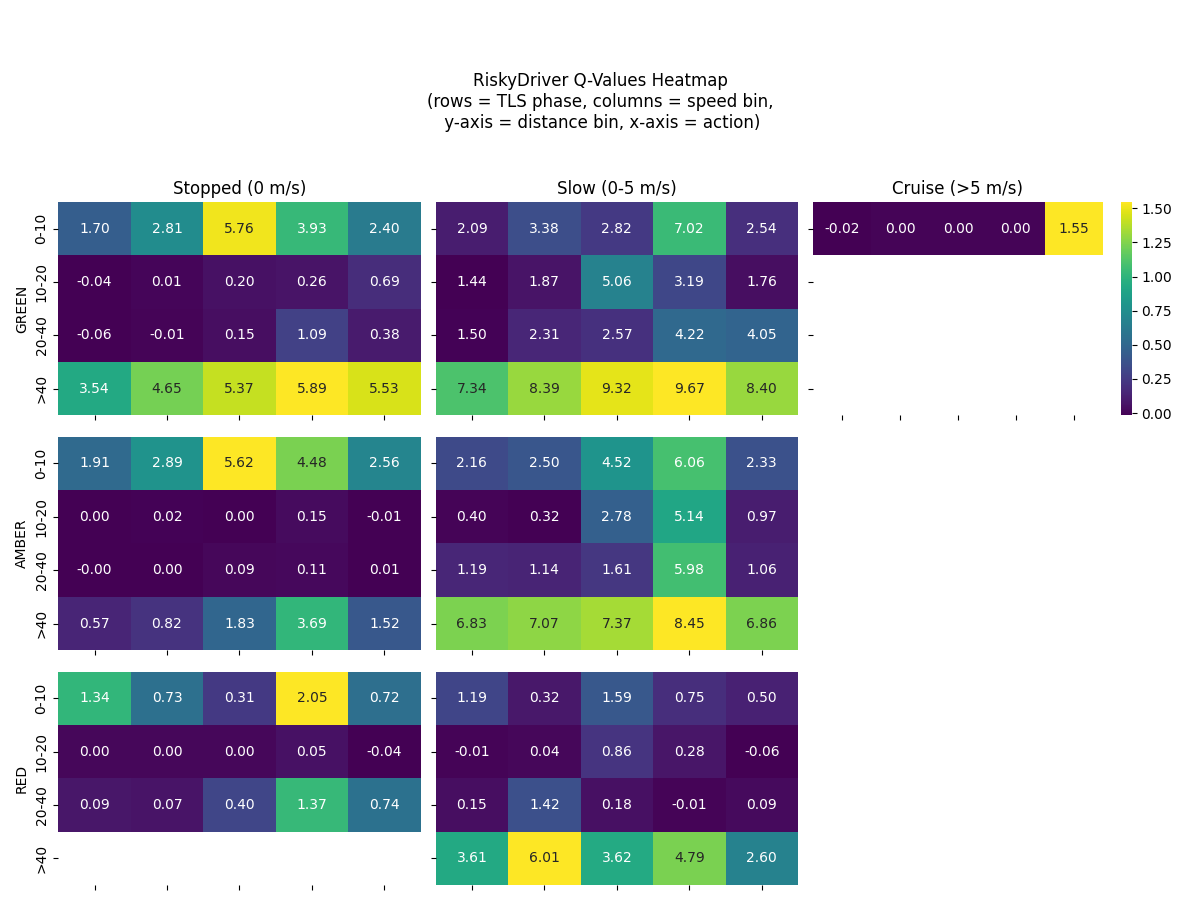 RiskyDriver Q-Values Heatmap
(rows = TLS phase, columns = speed bin,
y-axis = distance bin, x-axis = action)
Stopped (0 m/s)
Slow (0-5 m/s)
Cruise (>5 m/s)
GREEN
0-10
1.70 2.81 5.76 3.93 2.40
2.09 3.38 2.82 7.02 2.54
-0.02 0.00 0.00 0.00 1.55
10-20
-0.04 0.01 0.20 0.26 0.69
1.44 1.87 5.06 3.19 1.76
20-40
-0.06 -0.01 0.15 1.09 0.38
1.50 2.31 2.57 4.22 4.05
>40
3.54 4.65 5.37 5.89 5.53
7.34 8.39 9.32 9.67 8.40
1.50
1.25
1.00
0.75
0.50
0.25
0.00
AMBER
0-10
1.91 2.89 5.62 4.48 2.56
2.16 2.50 4.52 6.06 2.33
10-20
0.00 0.02 0.00 0.15 -0.01
0.40 0.32 2.78 5.14 0.97
20-40
-0.00 0.00 0.09 0.11 0.01
1.19 1.14 1.61 5.98 1.06
>40
0.57 0.82 1.83 3.69 1.52
6.83 7.07 7.37 8.45 6.86
RED
0-10
1.34 0.73 0.31 2.05 0.72
1.19 0.32 1.59 0.75 0.50
10-20
0.00 0.00 0.00 0.05 -0.04
-0.01 0.04 0.86 0.28 -0.06
20-40
0.09 0.07 0.40 1.37 0.74
0.15 1.42 0.18 -0.01 0.09
>40
3.61 6.01 3.62 4.79 2.60